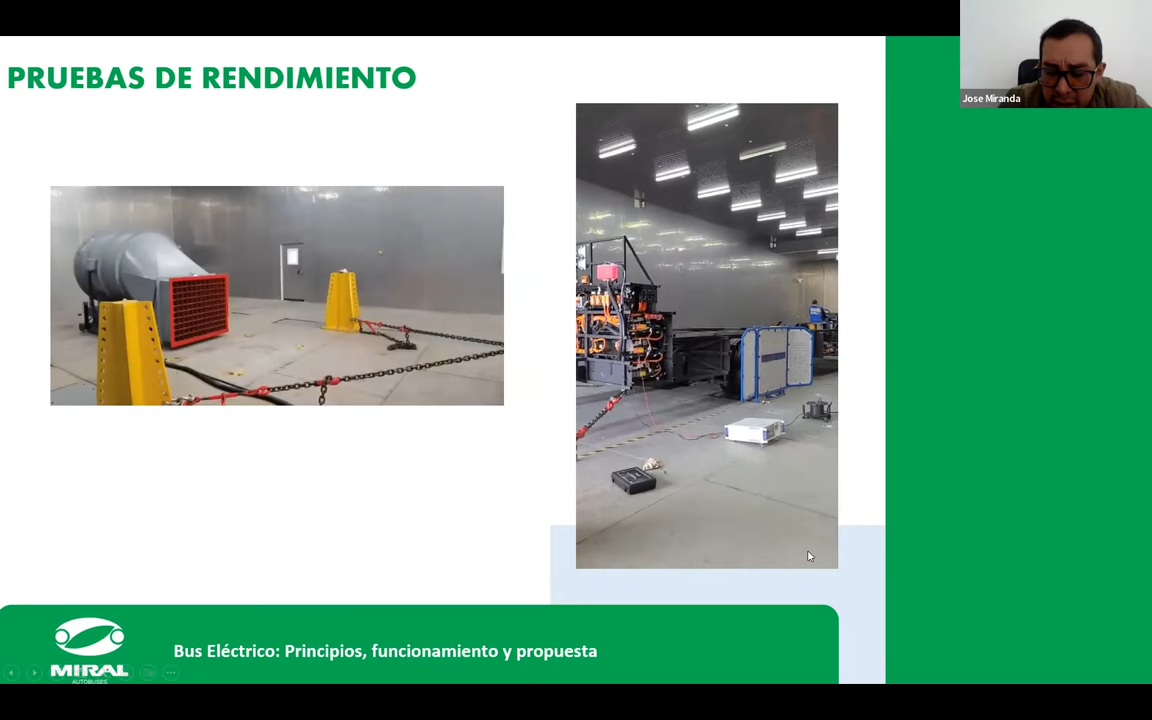 PRUEBAS DE RENDIMIENTO
Jose Miranda
Bus Eléctrico: Principios, funcionamiento y propuesta
MIRAL
AUTOBUSES